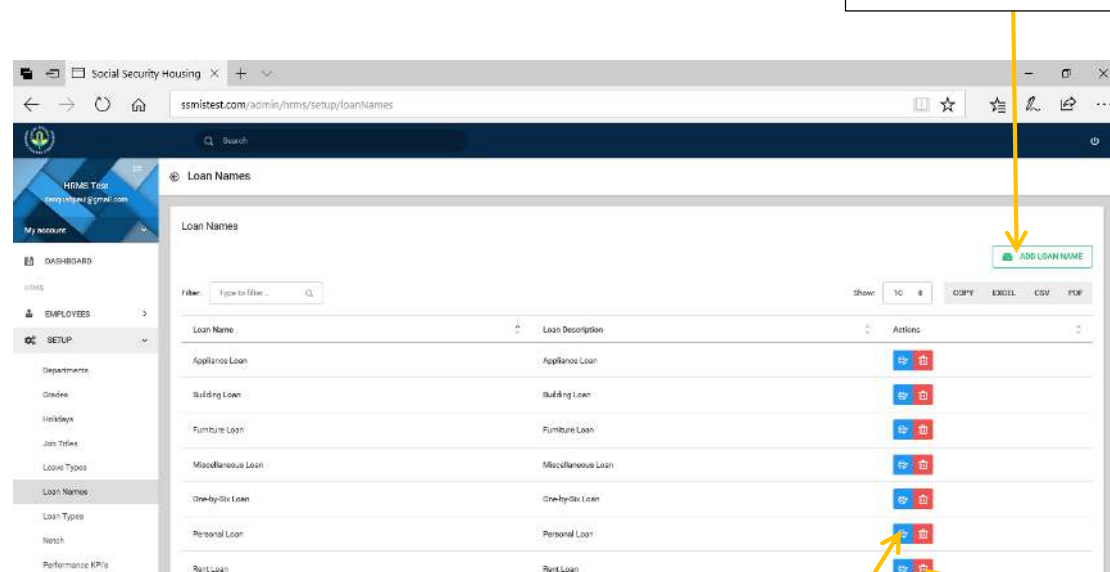 Social Security Housing
ssmistest.com/admin/hrms/setup/loanNames
Search
HRMS Test
My account
Loan Names
Loan Names
ADD LOAN NAME
DASHBOARD
HRMS
EMPLOYEES
SETUP
Departments
Grades
Holidays
Job Titles
Leave Types
Loan Names
Loan Types
Notch
Performance KPI's
Filter: Type to filter...
Show: 10 COPY EXCEL CSV PDF
Loan Name Loan Description Actions
Appliance Loan Appliance Loan
Building Loan Building Loan
Furniture Loan Furniture Loan
Miscellaneous Loan Miscellaneous Loan
One-by-Six Loan One-by-Six Loan
Personal Loan Personal Loan
Rent Loan Rent Loan